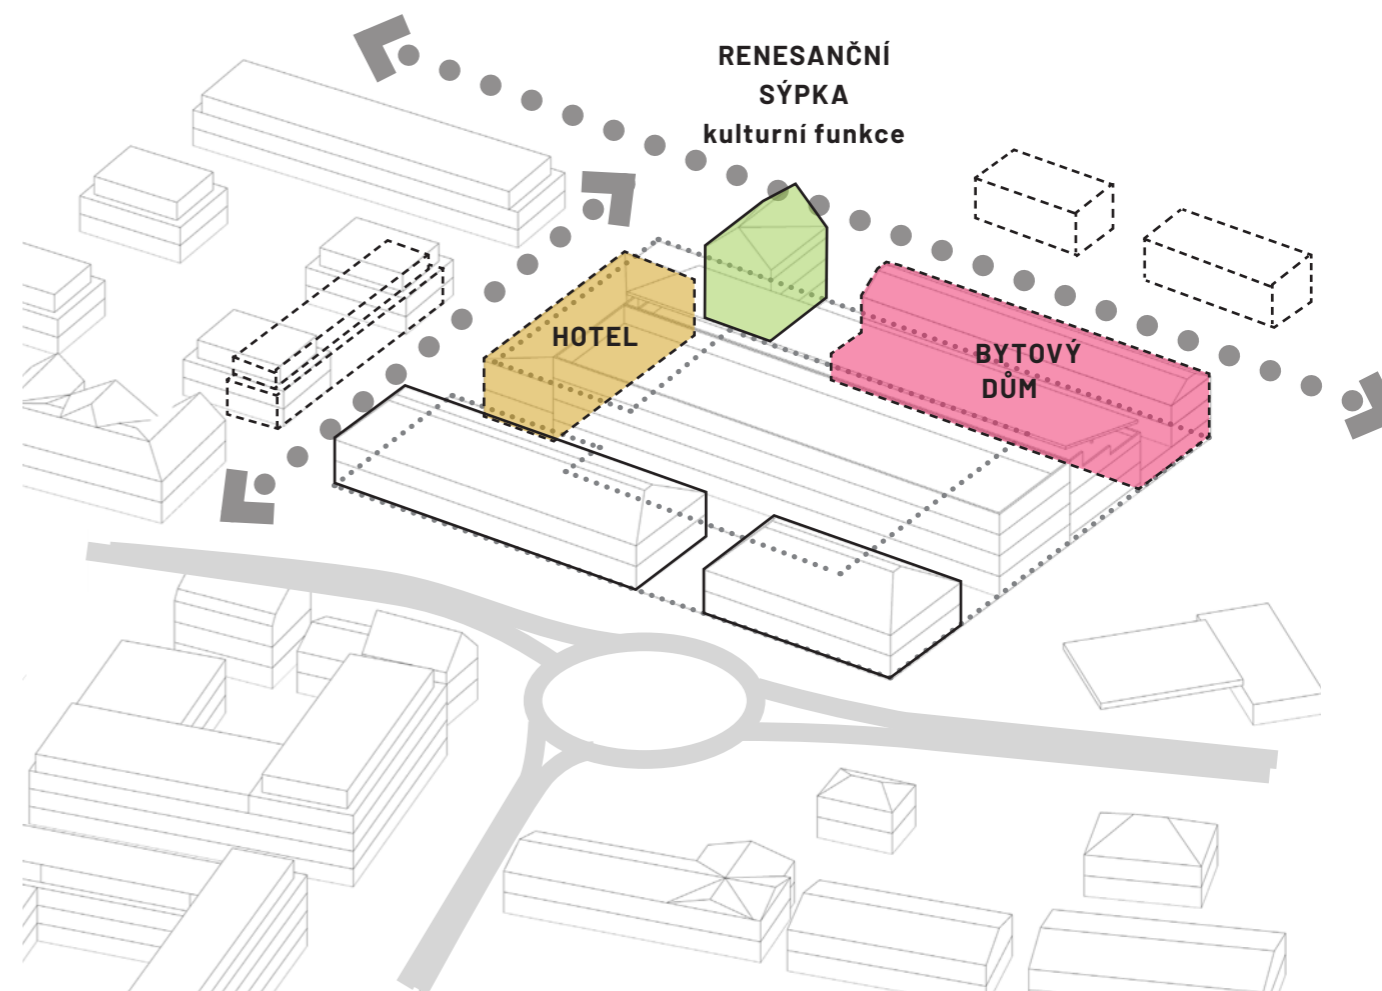 RENESANČNÍ
SÝPKA
kulturní funkce
HOTEL
BYTOVÝ
DŮM